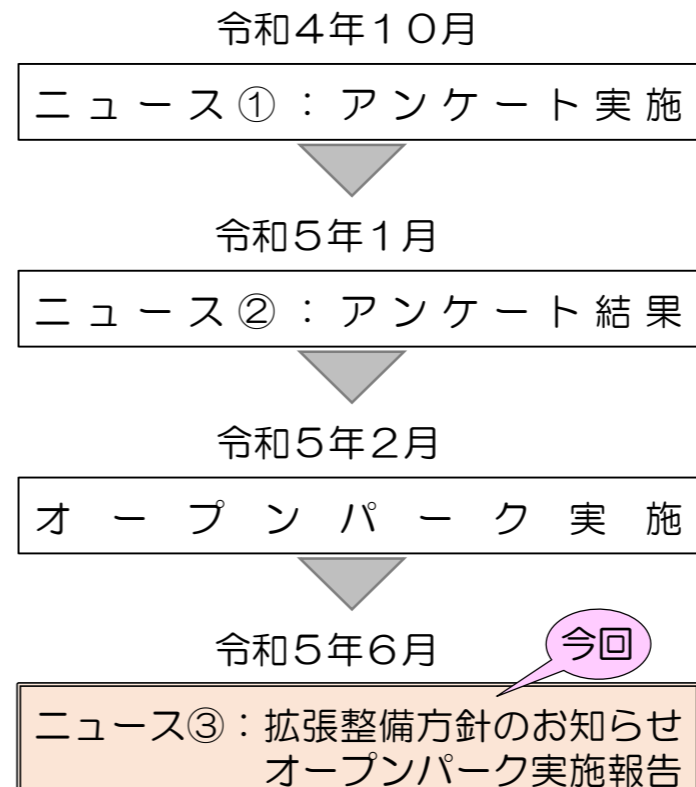 令和4年10月
ニュース①：アンケート実施
令和5年1月
ニュース②：アンケート結果
令和5年2月
オープンパーク実施
令和5年6月
今回
ニュース③：拡張整備方針のお知らせ
オープンパーク実施報告